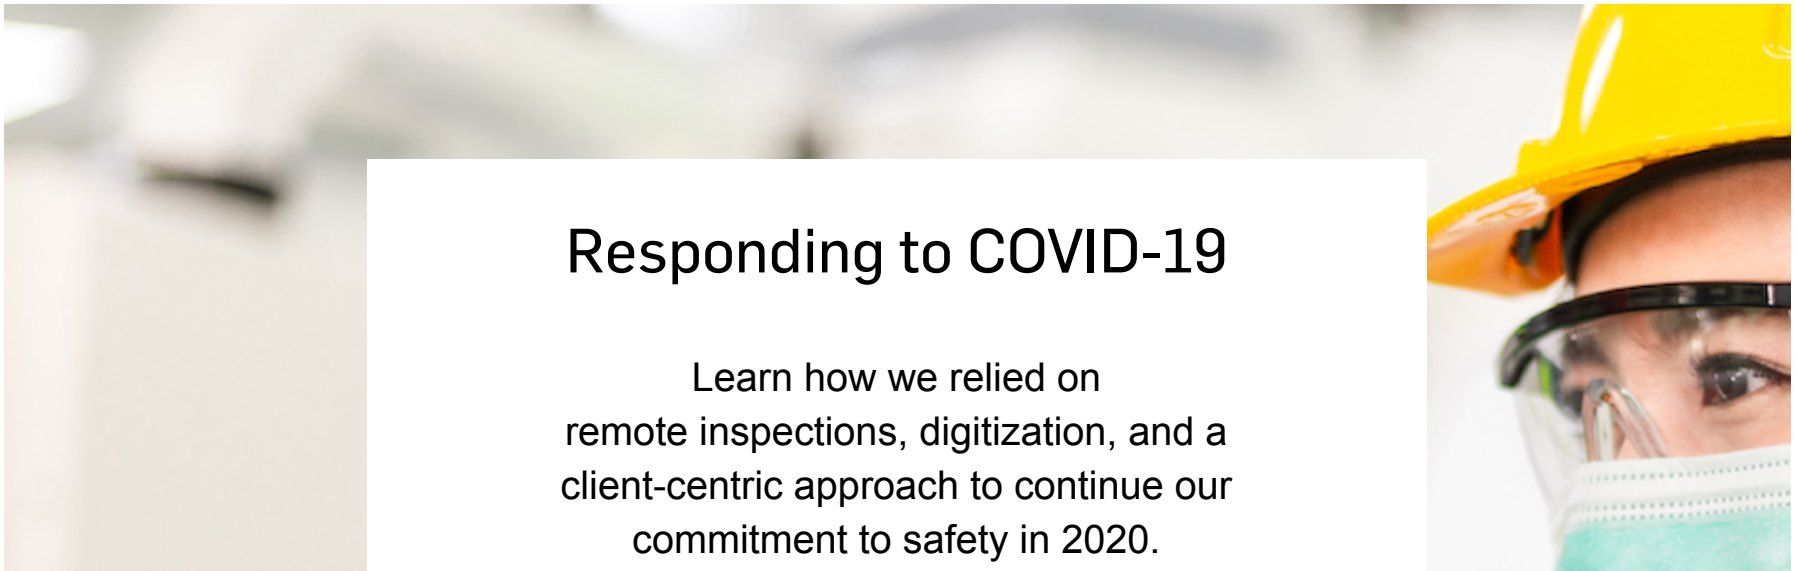 Responding to COVID-19
Learn how we relied on
remote inspections, digitization, and a
client-centric approach to continue our
commitment to safety in 2020.